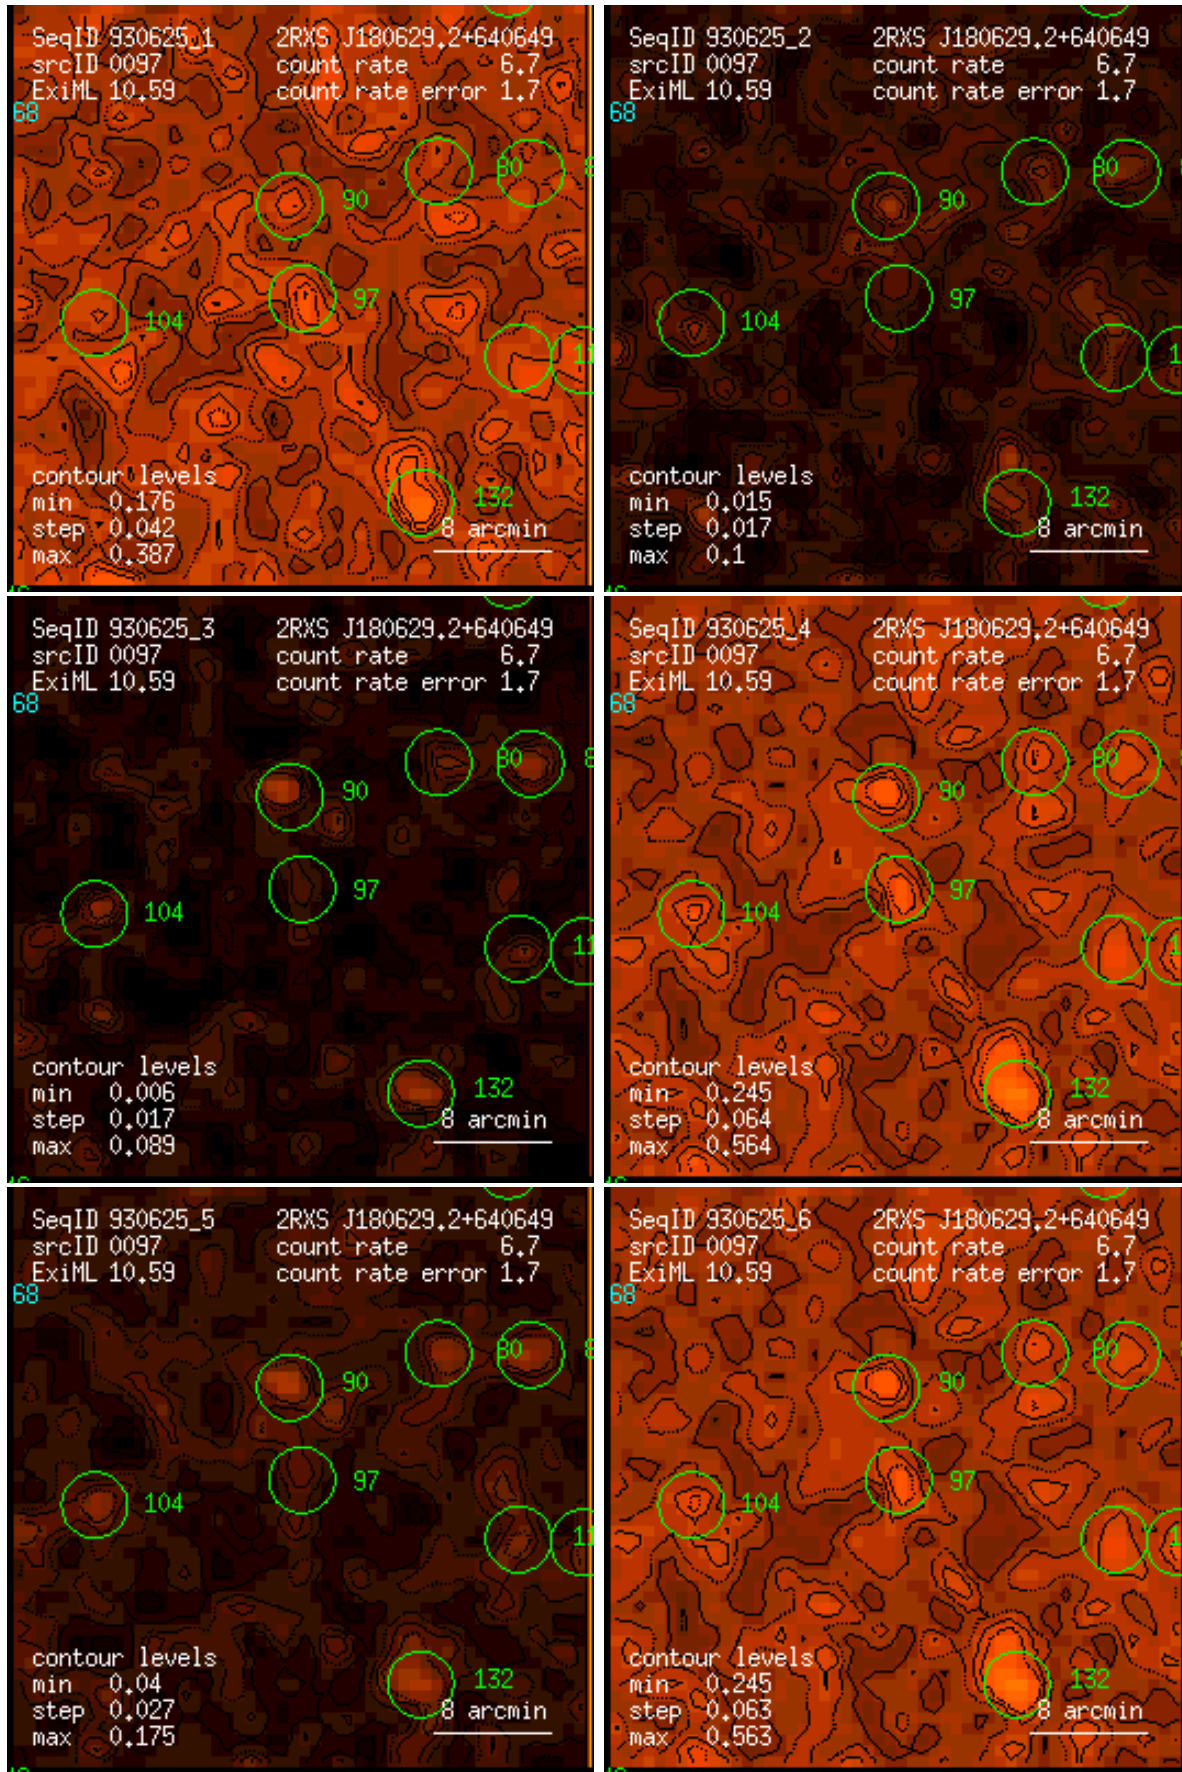 SeqID 930625_1 2RXS J180629.2+640649
srcID 0097 count rate 6.7
ExiML 10.59 count rate error 1.7
68
80
90
97
104
11
contour levels
min 0.176
132
step 0.042 8 arcmin
max 0.387
SeqID 930625_2 2RXS J180629.2+640649
srcID 0097 count rate 6.7
ExiML 10.59 count rate error 1.7
68
80
90
97
104
1
contour levels
min 0.015
132
step 0.017 8 arcmin
max 0.1
SeqID 930625_3 2RXS J180629.2+640649
srcID 0097 count rate 6.7
ExiML 10.59 count rate error 1.7
68
80
90
97
104
11
contour levels
min 0.006
132
step 0.017 8 arcmin
max 0.089
SeqID 930625_4 2RXS J180629.2+640649
srcID 0097 count rate 6.7
ExiML 10.59 count rate error 1.7
68
80
90
97
104
1
contour levels
min 0.245
132
step 0.064 8 arcmin
max 0.564
SeqID 930625_5 2RXS J180629.2+640649
srcID 0097 count rate 6.7
ExiML 10.59 count rate error 1.7
68
80
90
97
104
11
contour levels
min 0.04
132
step 0.027 8 arcmin
max 0.175
SeqID 930625_6 2RXS J180629.2+640649
srcID 0097 count rate 6.7
ExiML 10.59 count rate error 1.7
68
80
90
97
104
1
contour levels
min 0.245
132
step 0.063 8 arcmin
max 0.563